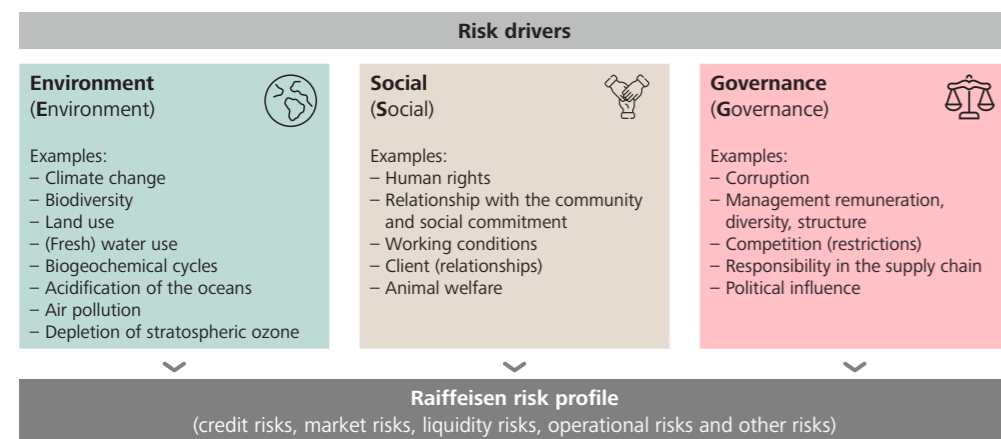 Risk drivers
Environment
(Environment)
Examples:
– Climate change
– Biodiversity
– Land use
– (Fresh) water use
– Biogeochemical cycles
– Acidification of the oceans
– Air pollution
– Depletion of stratospheric ozone
Social
(Social)
Examples:
– Human rights
– Relationship with the community
and social commitment
– Working conditions
– Client (relationships)
– Animal welfare
Governance
(Governance)
Examples:
– Corruption
– Management remuneration,
diversity, structure
– Competition (restrictions)
– Responsibility in the supply chain
– Political influence
Raiffeisen risk profile
(credit risks, market risks, liquidity risks, operational risks and other risks)